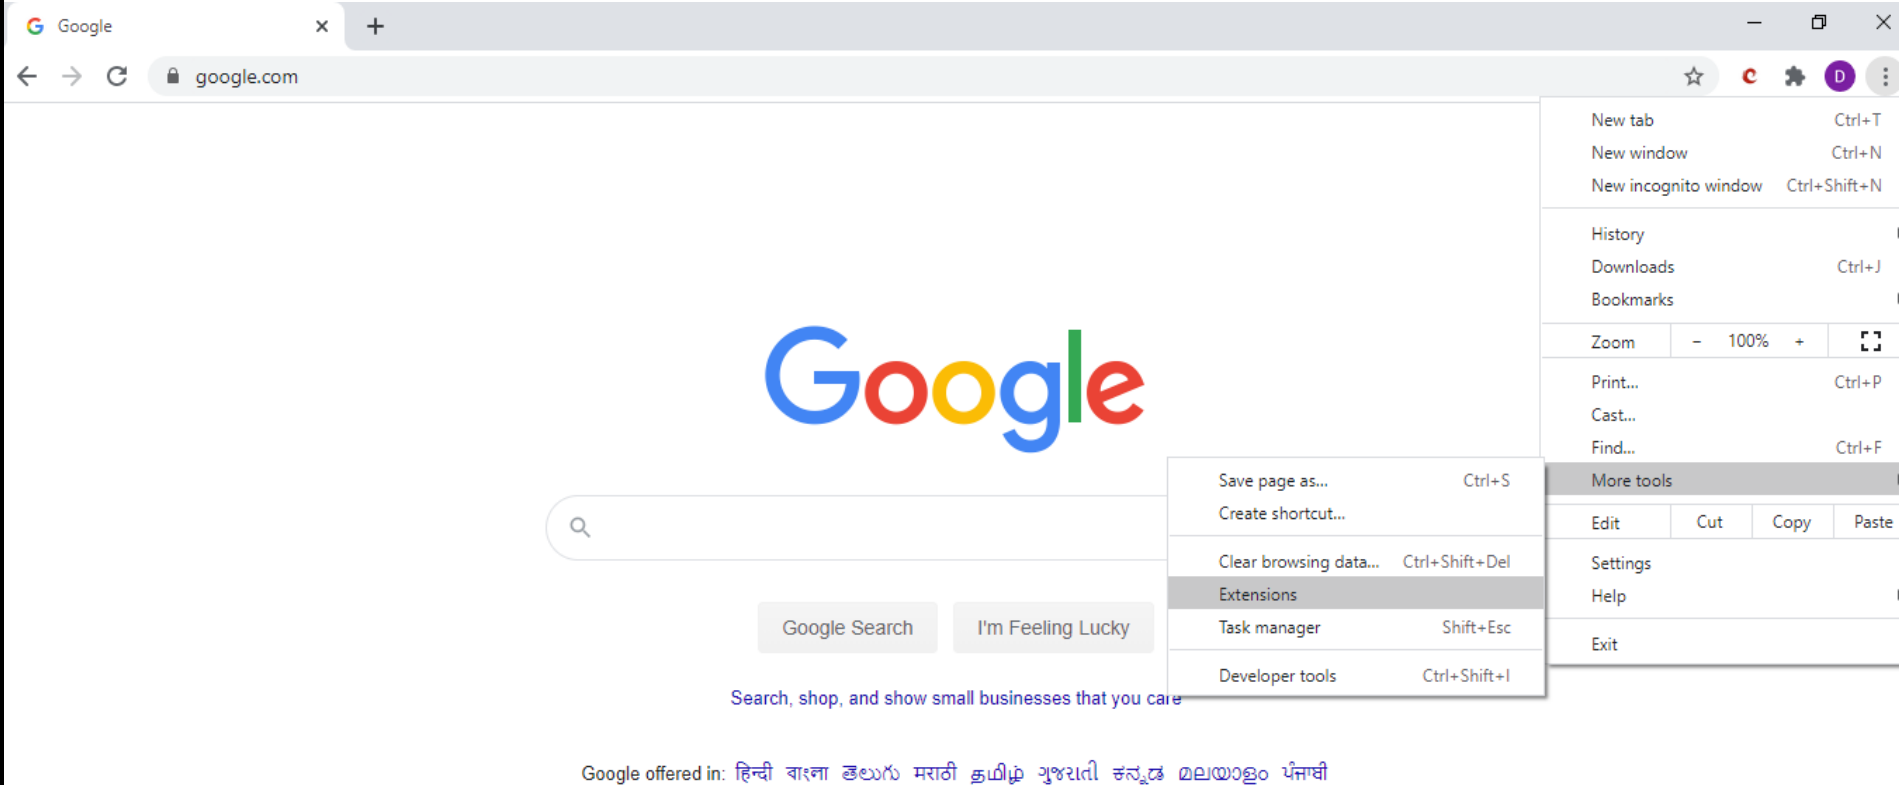 Google
google.com
D
New tab Ctrl+T
New window Ctrl+N
New incognito window Ctrl+Shift+N
History
Downloads Ctrl+J
Bookmarks
Zoom - 100% +
Print... Ctrl+P
Cast...
Find... Ctrl+F
More tools
Edit Cut Copy Paste
Settings
Help
Exit
Save page as... Ctrl+S
Create shortcut...
Clear browsing data... Ctrl+Shift+Del
Extensions
Task manager Shift+Esc
Developer tools Ctrl+Shift+I
Google
Google Search I'm Feeling Lucky
Search, shop, and show small businesses that you care
Google offered in: हिन्दी বাংলা తెలుగు मराठी தமிழ் ગુજરાતી ಕನ್ನಡ മലയാളം ਪੰਜਾਬੀ